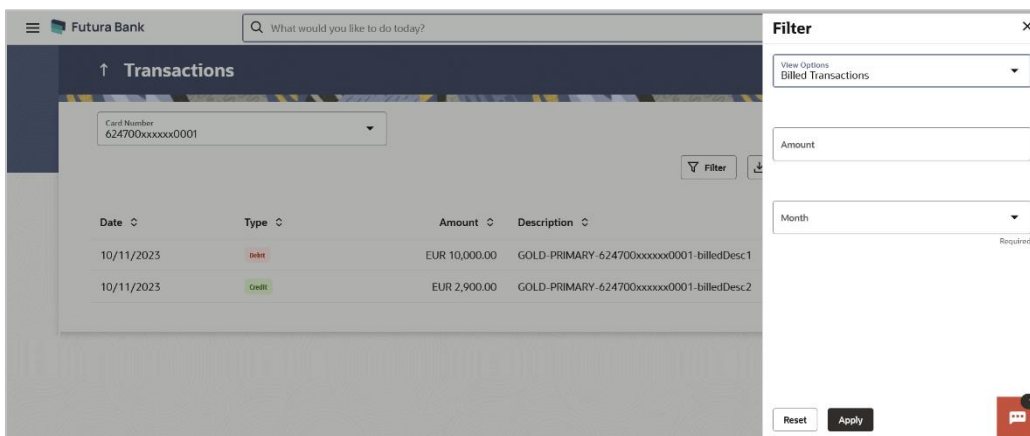 Futura Bank
What would you like to do today?
↑ Transactions
Card Number
624700xxxxxx0001
Filter
Date Type Amount Description
10/11/2023 Debit EUR 10,000.00 GOLD-PRIMARY-624700xxxxxx0001-billedDesc1
10/11/2023 Credit EUR 2,900.00 GOLD-PRIMARY-624700xxxxxx0001-billedDesc2
Filter
View Options
Billed Transactions
Amount
Month
Required
Reset Apply